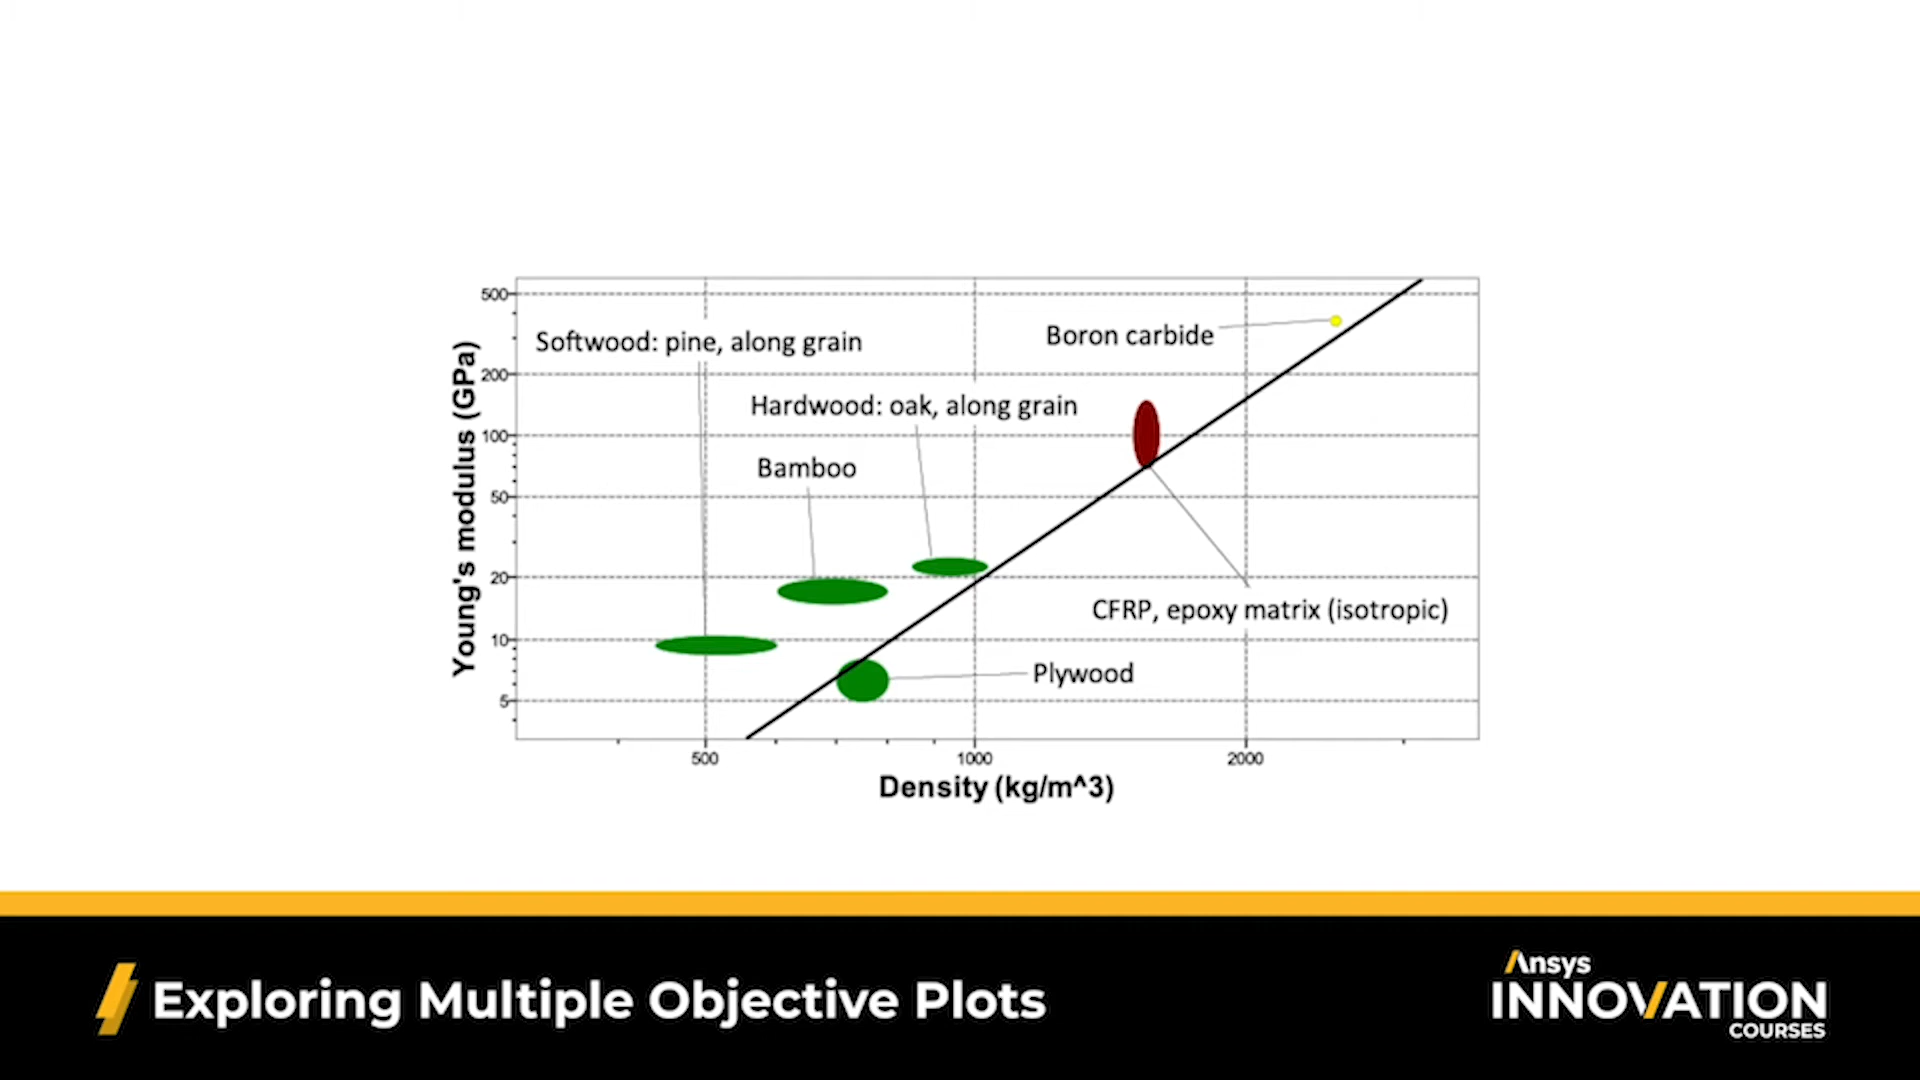 500
Softwood: pine, along grain
Boron carbide
200
Hardwood: oak, along grain
100
Bamboo
50
20
CFRP, epoxy matrix (isotropic)
10
Plywood
5
Young's modulus (GPa)
500
1000
2000
Density (kg/m^3)
Exploring Multiple Objective Plots
Ansys
INNOVATION
COURSES